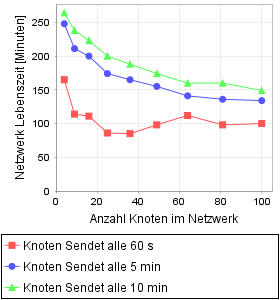 Netzwerk Lebenszeit [Minuten]
250
200
150
100
50
0
0 20 40 60 80 100
Anzahl Knoten im Netzwerk
Knoten Sendet alle 60 s
Knoten Sendet alle 5 min
Knoten Sendet alle 10 min